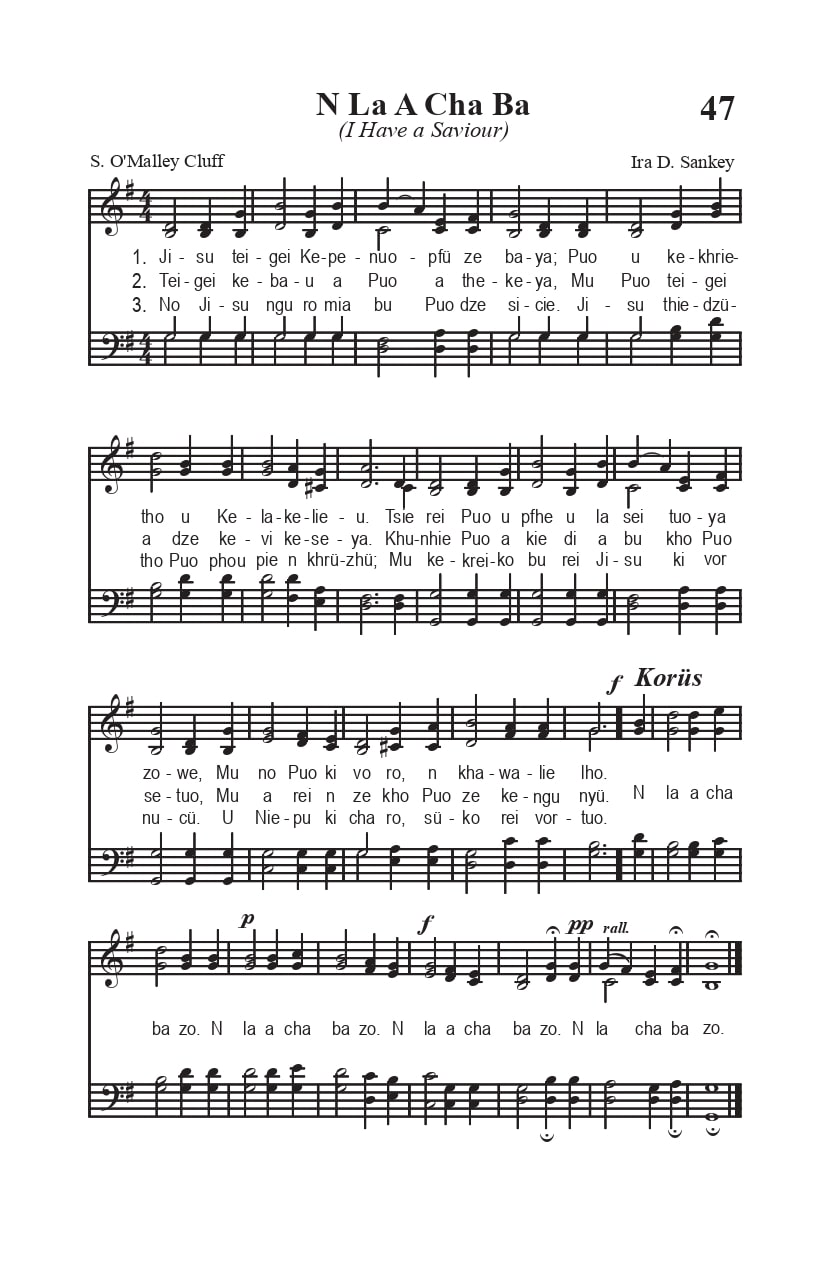 N La A Cha Ba
47
(I Have a Saviour)
S. O'Malley Cluff
Ira D. Sankey
1. Ji - su tei - gei Ke - pe - nuo - pfü ze ba - ya; Puo u ke - khrie-
2. Tei - gei ke - ba - u a Puo a the - ke - ya, Mu Puo tei - gei
3. No Ji - su ngu ro mia bu Puo dze si - cie. Ji - su thie - dzü-
tho u Ke - la - ke - lie - u. Tsie rei Puo u pfhe u la sei tuo - ya
a dze ke - vi ke - se - ya. Khu - nhie Puo a kie di a bu kho Puo
tho Puo phou pie n khrü - zhü; Mu ke - krei - ko bu rei Ji - su ki vor
f Korüs
zo - we, Mu no Puo ki vo ro, n kha - wa - lie lho.
se - tuo, Mu a rei n ze kho Puo ze ke - ngu nyü. N la a cha
nu - cü. U Nie - pu ki cha ro, sü - ko rei vor - tuo.
p f pp rall.
ba zo. N la a cha ba zo. N la a cha ba zo. N la cha ba zo.